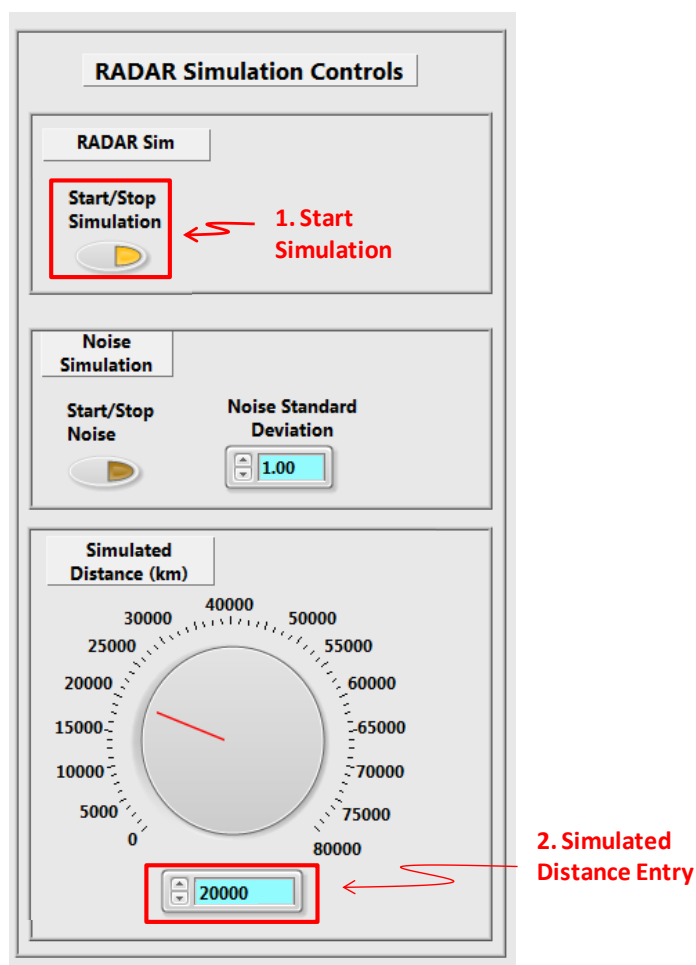 RADAR Simulation Controls
RADAR Sim
Start/Stop
Simulation
1. Start
Simulation
Noise
Simulation
Start/Stop
Noise
Noise Standard
Deviation
1.00
Simulated
Distance (km)
0
5000
10000
15000
20000
25000
30000
40000
50000
55000
60000
65000
70000
75000
80000
20000
2. Simulated
Distance Entry